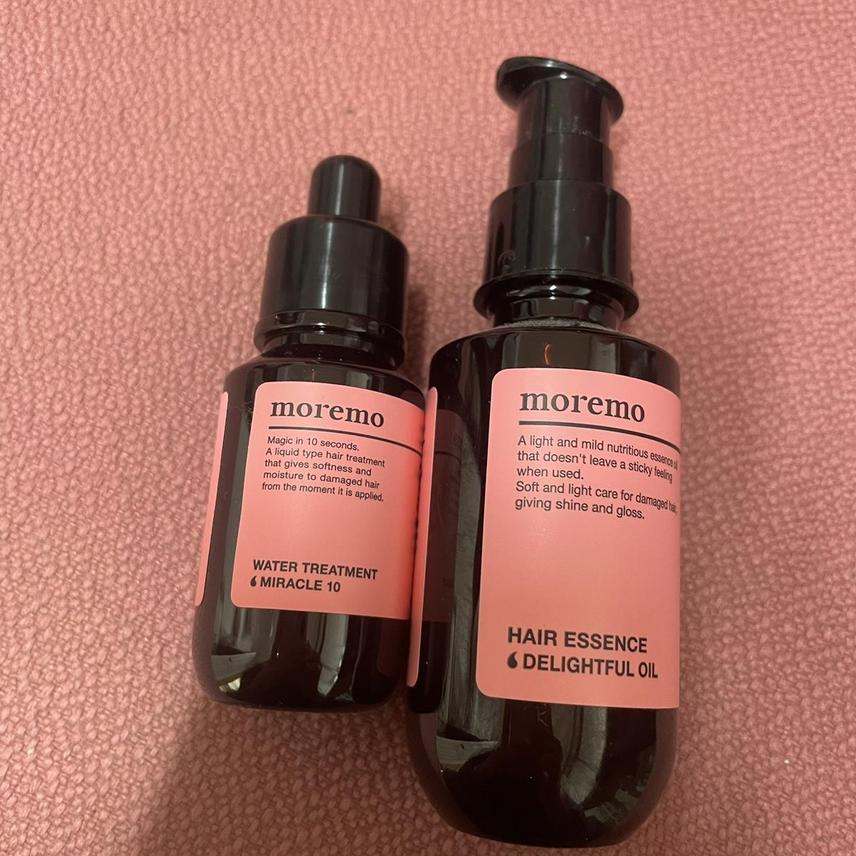 moremo
Magic in 10 seconds.
A liquid type hair treatment
that gives softness and
moisture to damaged hair
from the moment it is applied.
WATER TREATMENT
MIRACLE 10
moremo
A light and mild nutritious essence oil
that doesn't leave a sticky feeling
when used.
Soft and light care for damaged hair,
giving shine and gloss.
HAIR ESSENCE
DELIGHTFUL OIL